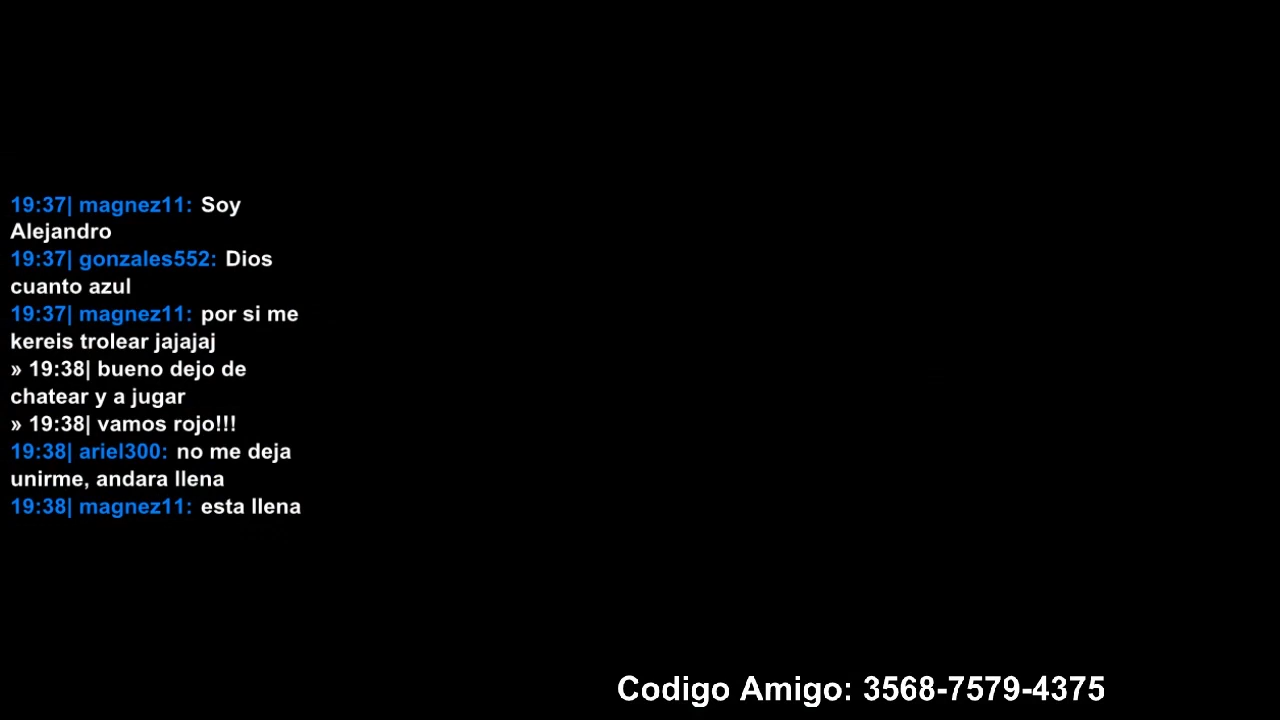 19:37| magnez11: Soy
Alejandro
19:37| gonzales552: Dios
cuanto azul
19:37| magnez11: por si me
kereis trolear jajajaj
» 19:38| bueno dejo de
chatear y a jugar
» 19:38| vamos rojo!!!
19:38| ariel300: no me deja
unirme, andara llena
19:38| magnez11: esta llena
Codigo Amigo: 3568-7579-4375